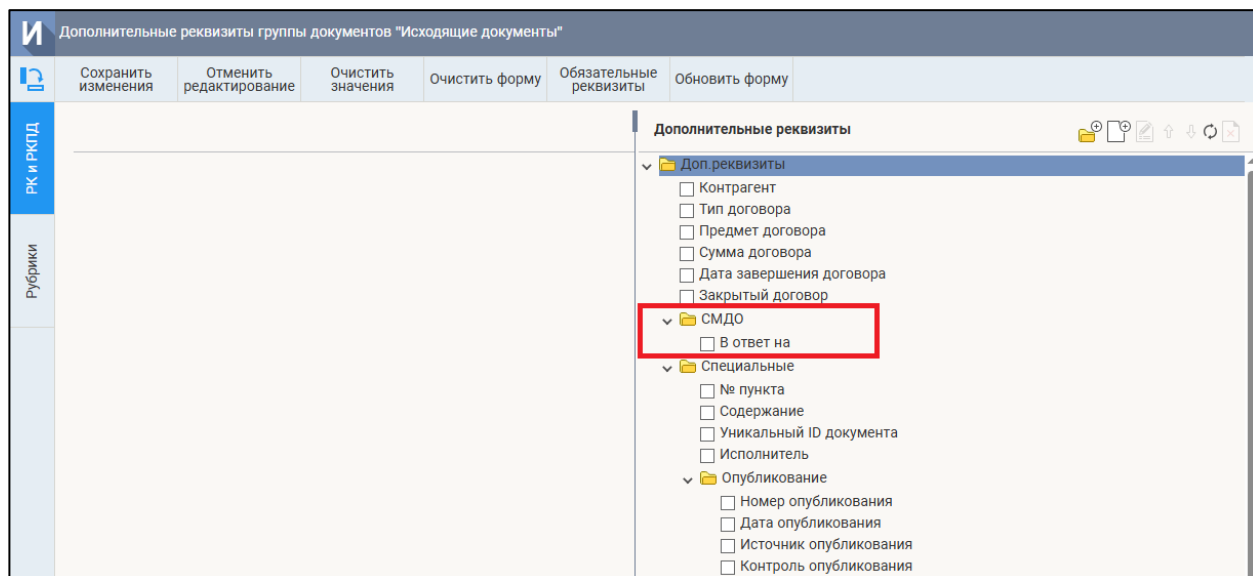 И Дополнительные реквизиты группы документов "Исходящие документы"
Сохранить изменения
Отменить редактирование
Очистить значения
Очистить форму
Обязательные реквизиты
Обновить форму
РК и РКПД
Рубрики
Дополнительные реквизиты
Доп.реквизиты
Контрагент
Тип договора
Предмет договора
Сумма договора
Дата завершения договора
Закрытый договор
СМДО
В ответ на
Специальные
№ пункта
Содержание
Уникальный ID документа
Исполнитель
Опубликование
Номер опубликования
Дата опубликования
Источник опубликования
Контроль опубликования